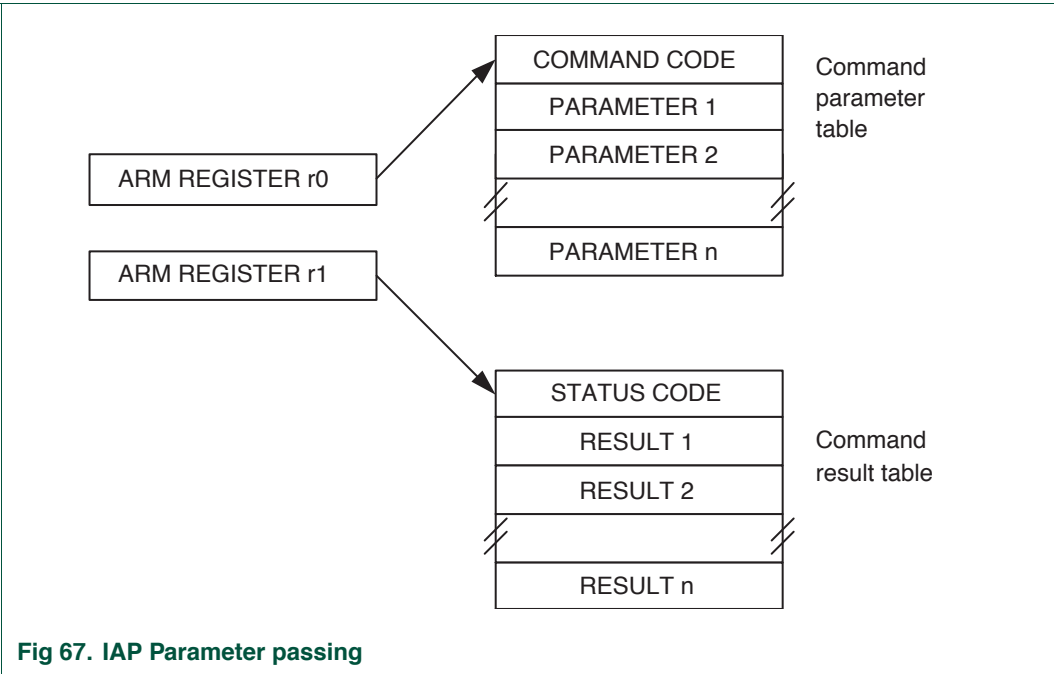 COMMAND CODE
PARAMETER 1
PARAMETER 2
PARAMETER n
Command
parameter
table
ARM REGISTER r0
ARM REGISTER r1
STATUS CODE
RESULT 1
RESULT 2
RESULT n
Command
result table
Fig 67. IAP Parameter passing